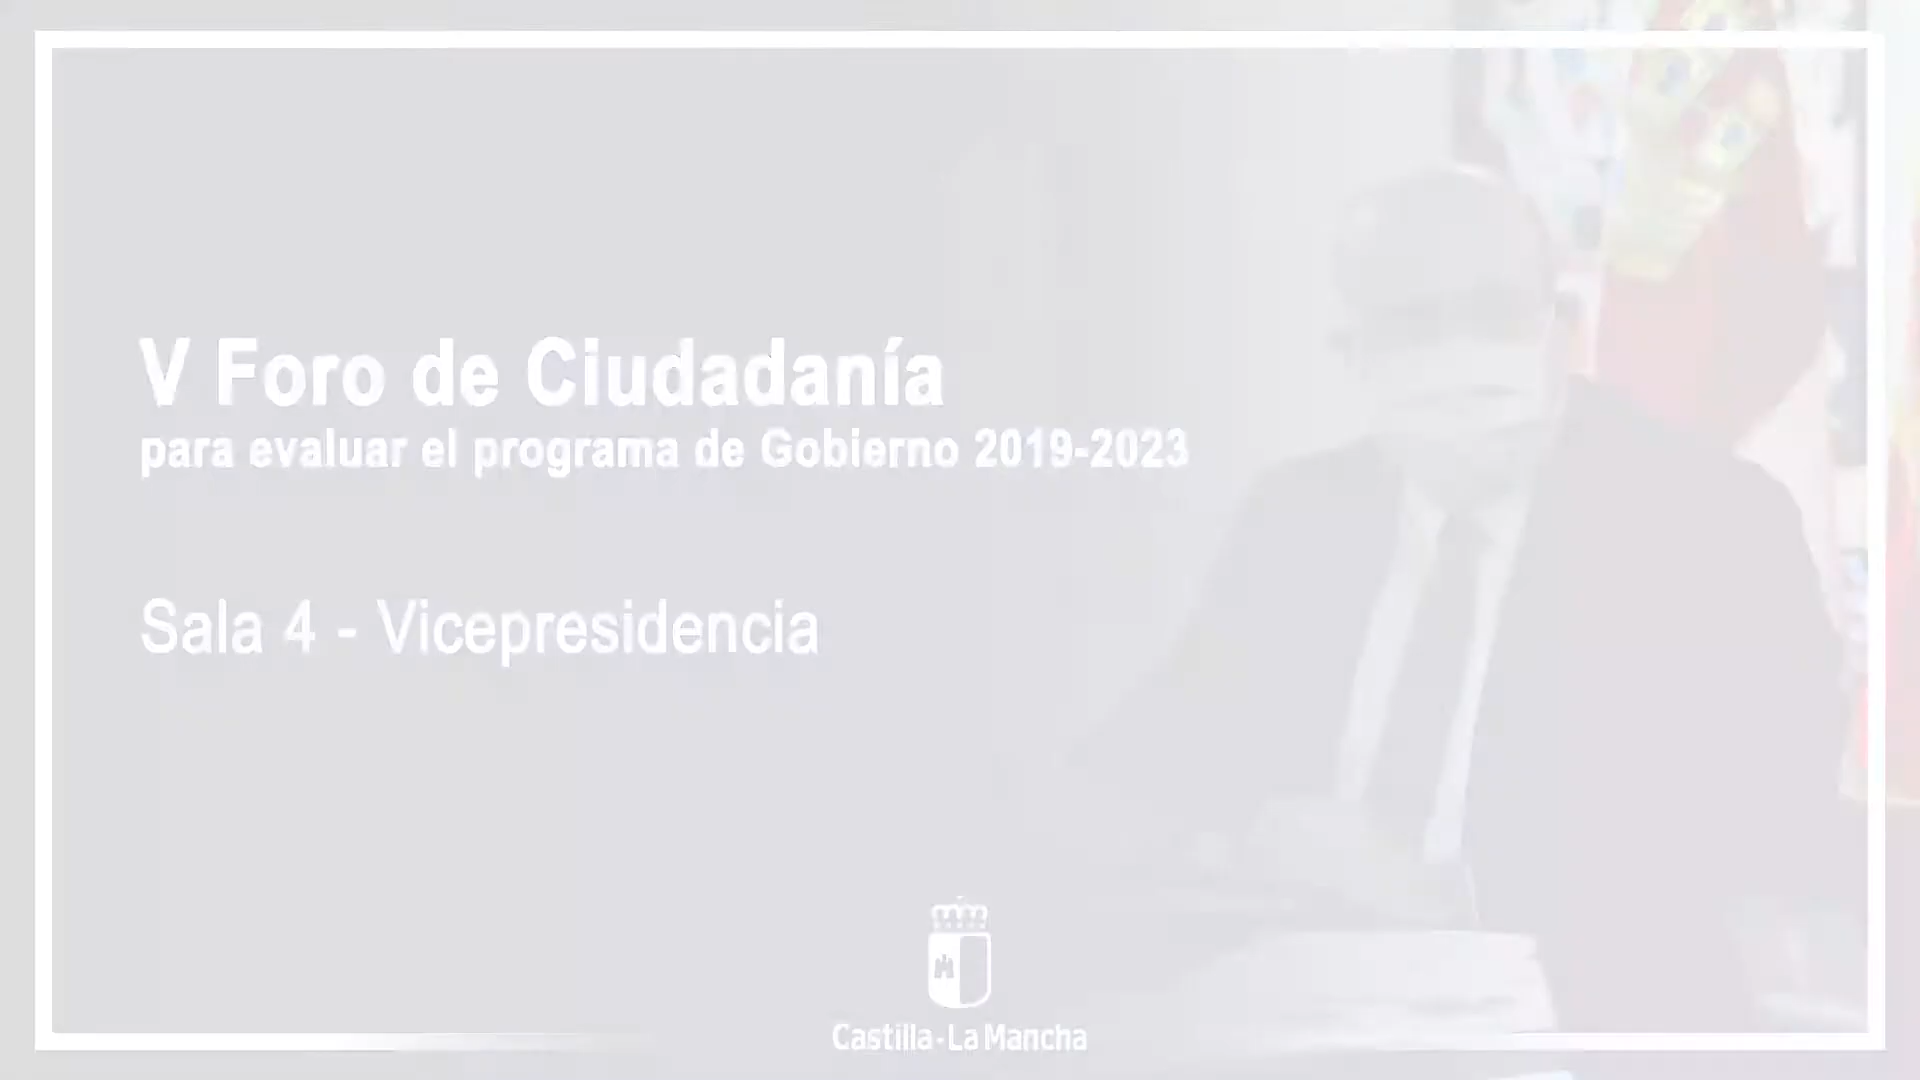 V Foro de Ciudadanía
para evaluar el programa de Gobierno 2019-2023
Sala 4 - Vicepresidencia
Castilla-La Mancha